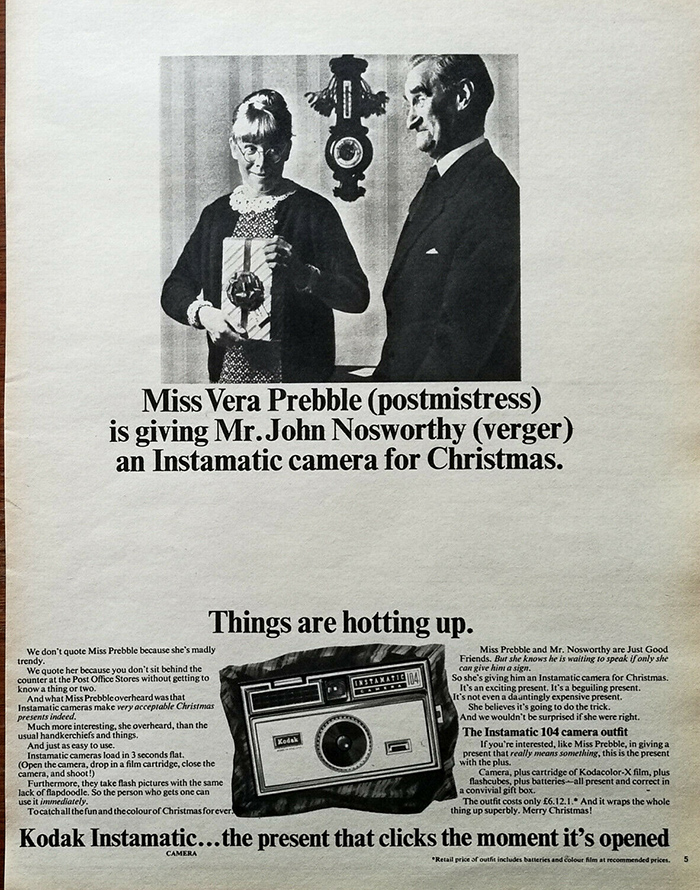 Miss Vera Prebble (postmistress)
is giving Mr. John Nosworthy (verger)
an Instamatic camera for Christmas.
Things are hotting up.
We don't quote Miss Prebble because she's madly
trendy.
We quote her because you don't sit behind the
counter at the Post Office Stores without getting to
know a thing or two.
And what Miss Prebble overheard was that
Instamatic cameras make very acceptable Christmas
presents indeed.
Much more interesting, she overheard, than the
usual handkerchiefs and things.
And just as easy to use.
Instamatic cameras load in 3 seconds flat.
(Open the camera, drop in a film cartridge, close the
camera, and shoot!)
Furthermore, they take flash pictures with the same
lack of flapdoodle. So the person who gets one can
use it immediately.
To catch all the fun and the colour of Christmas for ever.
INSTAMATIC 104
CAMERA
Kodak
Miss Prebble and Mr. Nosworthy are Just Good
Friends. But she knows he is waiting to speak if only she
can give him a sign.
So she's giving him an Instamatic camera for Christmas.
It's an exciting present. It's a beguiling present.
It's not even a dauntingly expensive present.
She believes it's going to do the trick.
And we wouldn't be surprised if she were right.
The Instamatic 104 camera outfit
If you're interested, like Miss Prebble, in giving a
present that really means something, this is the present
with the plus.
Camera, plus cartridge of Kodacolor-X film, plus
flashcubes, plus batteries—all present and correct in
a convivial gift box.
The outfit costs only £6.12.1.* And it wraps the whole
thing up superbly. Merry Christmas!
Kodak Instamatic...the present that clicks the moment it's opened
CAMERA
*Retail price of outfit includes batteries and colour film at recommended prices.
5